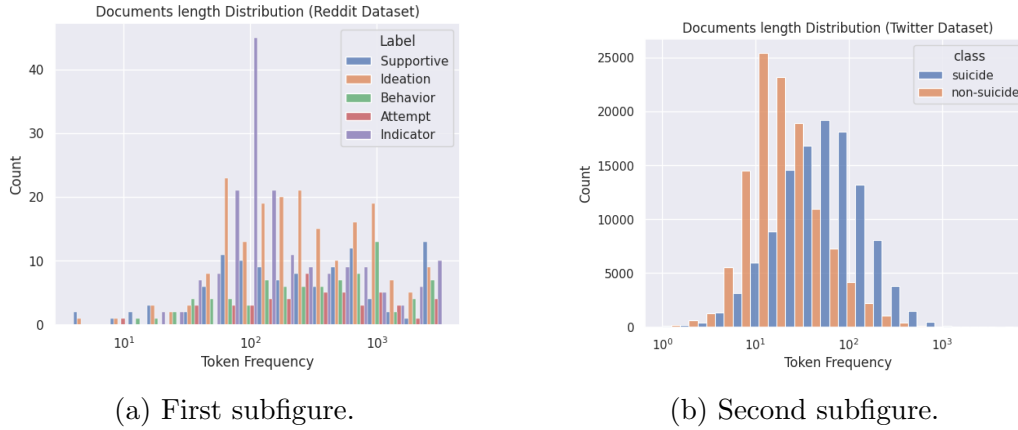 Documents length Distribution (Reddit Dataset)
Label
Supportive
Ideation
Behavior
Attempt
Indicator
Count
40
30
20
10
0
10¹
10²
10³
Token Frequency
(a) First subfigure.
Documents length Distribution (Twitter Dataset)
class
suicide
non-suicide
Count
25000
20000
15000
10000
5000
0
10⁰
10¹
10²
10³
Token Frequency
(b) Second subfigure.